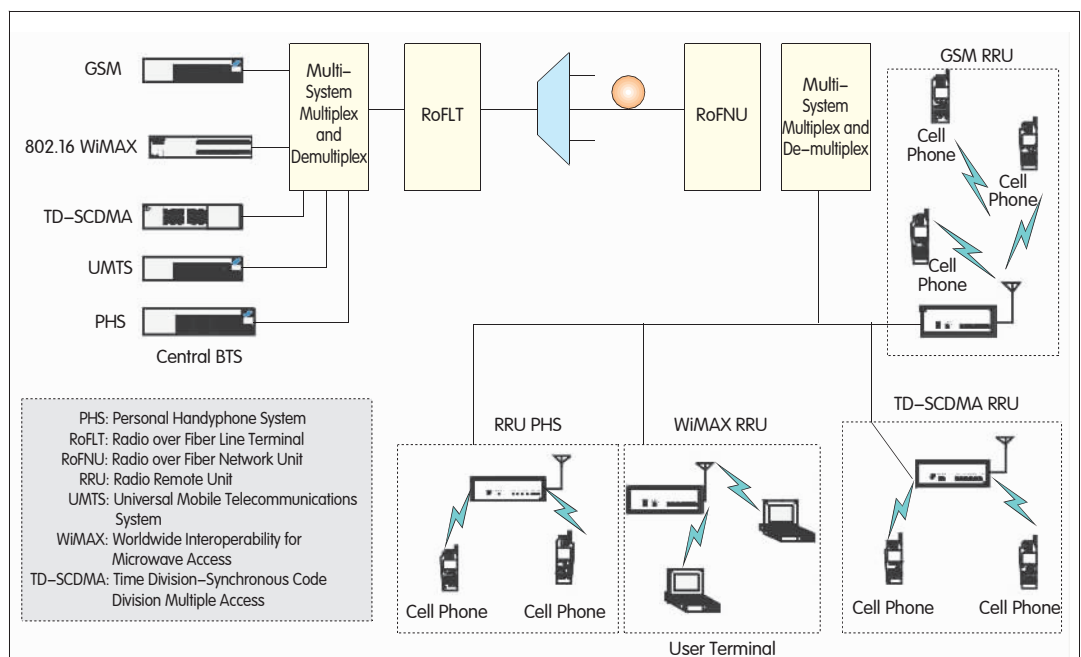 GSM
802.16 WiMAX
TD–SCDMA
UMTS
PHS
Central BTS
Multi–
System
Multiplex
and
Demultiplex
RoFLT
RoFNU
Multi–
System
Multiplex and
De–multiplex
GSM RRU
Cell
Phone
Cell
Phone
Cell
Phone
PHS: Personal Handyphone System
RoFLT: Radio over Fiber Line Terminal
RoFNU: Radio over Fiber Network Unit
RRU: Radio Remote Unit
UMTS: Universal Mobile Telecommunications
System
WiMAX: Worldwide Interoperability for
Microwave Access
TD–SCDMA: Time Division–Synchronous Code
Division Multiple Access
RRU PHS
Cell Phone
Cell Phone
WiMAX RRU
User Terminal
TD–SCDMA RRU
Cell Phone
Cell Phone